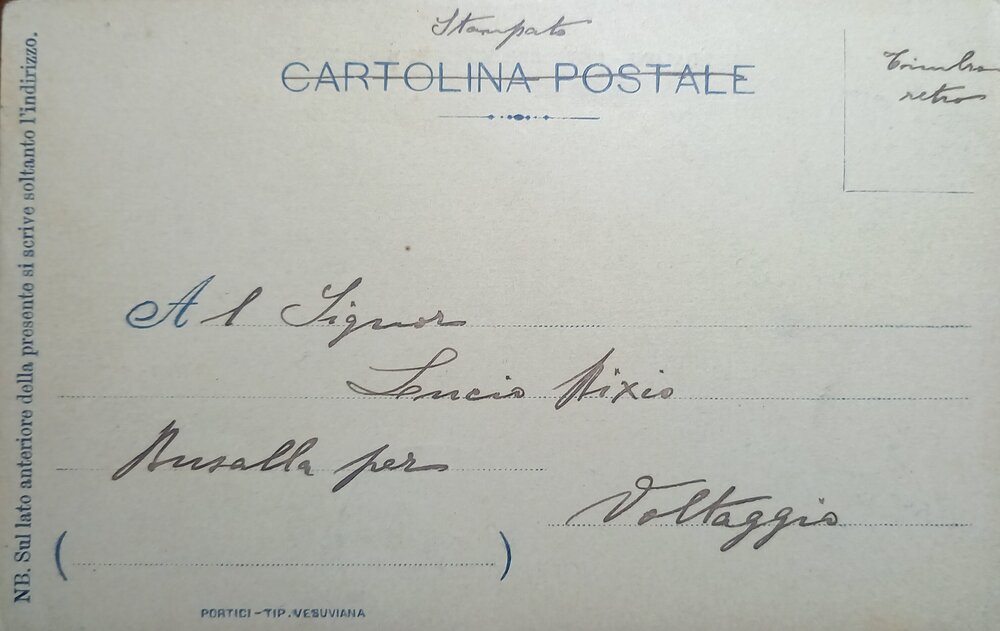 Stampato
CARTOLINA POSTALE
Timbro
retro
NB. Sul lato anteriore della presente si scrive soltanto l'indirizzo.
Al Signor
Lucio Bixio
Busalla per
Voltaggio
(
)
PORTICI-TIP. VESUVIANA